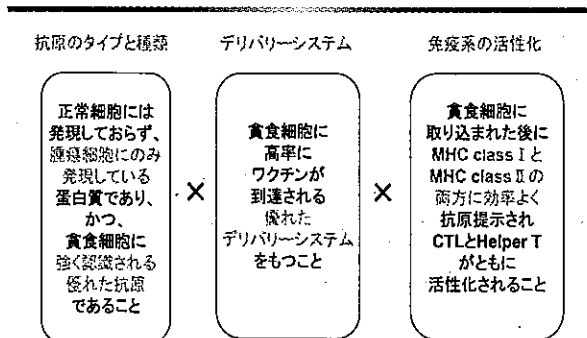 抗原のタイプと種類
デリバリーシステム
免疫系の活性化
正常細胞には
発現しておらず、
腫瘍細胞にのみ
発現している
蛋白質であり、
かつ、
貪食細胞に
強く認識される
優れた抗原
であること
×
貪食細胞に
高率に
ワクチンが
到達される
優れた
デリバリーシステム
をもつこと
×
貪食細胞に
取り込まれた後に
MHC class Ⅰと
MHC class Ⅱの
両方に効率よく
抗原提示され
CTLとHelper T
がともに
活性化されること